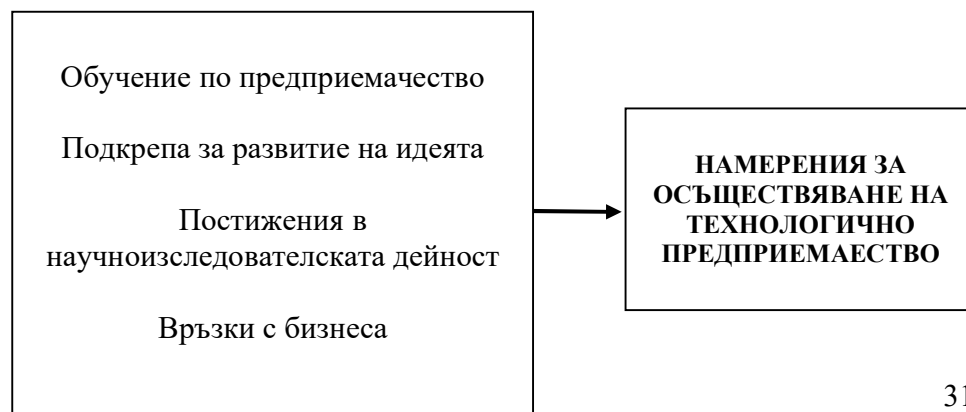 Обучение по предприемачество
Подкрепа за развитие на идеята
Постижения в
научноизследователската дейност
Връзки с бизнеса
НАМЕРЕНИЯ ЗА
ОСЪЩЕСТВЯВАНЕ НА
ТЕХНОЛОГИЧНО
ПРЕДПРИЕМАЕСТВО
31